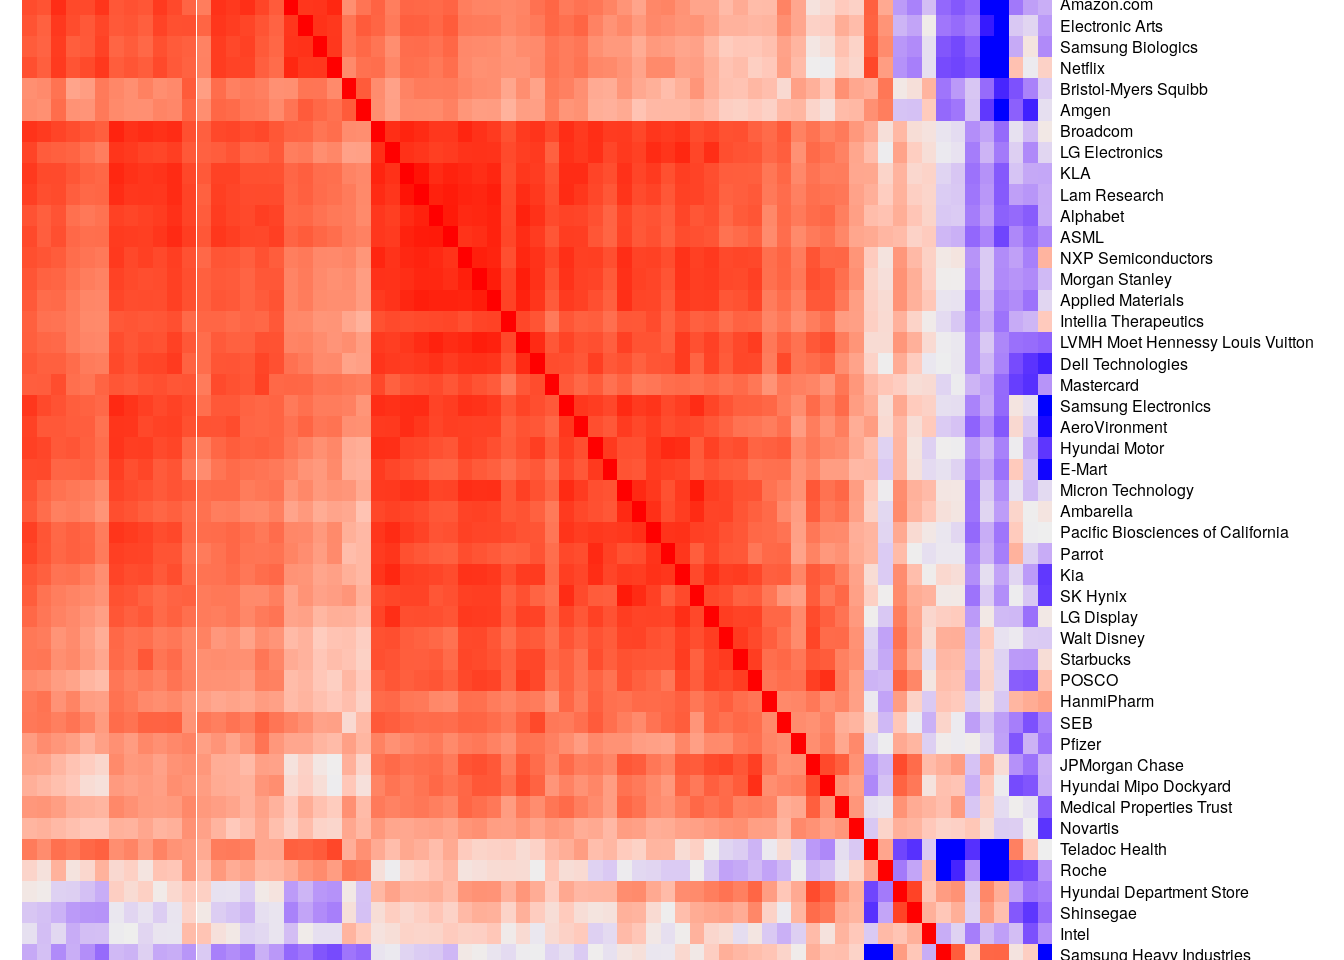 Amazon.com
Electronic Arts
Samsung Biologics
Netflix
Bristol-Myers Squibb
Amgen
Broadcom
LG Electronics
KLA
Lam Research
Alphabet
ASML
NXP Semiconductors
Morgan Stanley
Applied Materials
Intellia Therapeutics
LVMH Moet Hennessy Louis Vuitton
Dell Technologies
Mastercard
Samsung Electronics
AeroVironment
Hyundai Motor
E-Mart
Micron Technology
Ambarella
Pacific Biosciences of California
Parrot
Kia
SK Hynix
LG Display
Walt Disney
Starbucks
POSCO
HanmiPharm
SEB
Pfizer
JPMorgan Chase
Hyundai Mipo Dockyard
Medical Properties Trust
Novartis
Teladoc Health
Roche
Hyundai Department Store
Shinsegae
Intel
Samsung Heavy Industries